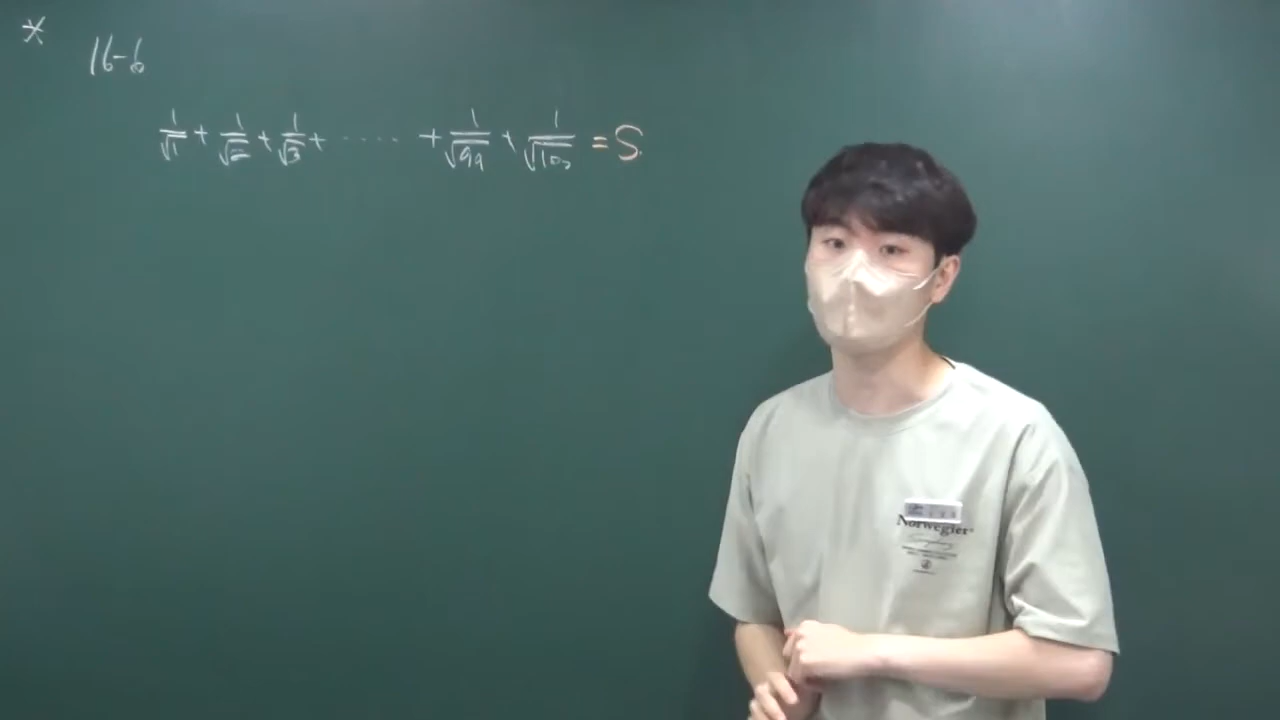 *
16-6
1/√1 + 1/√2 + 1/√3 + ····· + 1/√99 + 1/√100 = S.
Norwegier